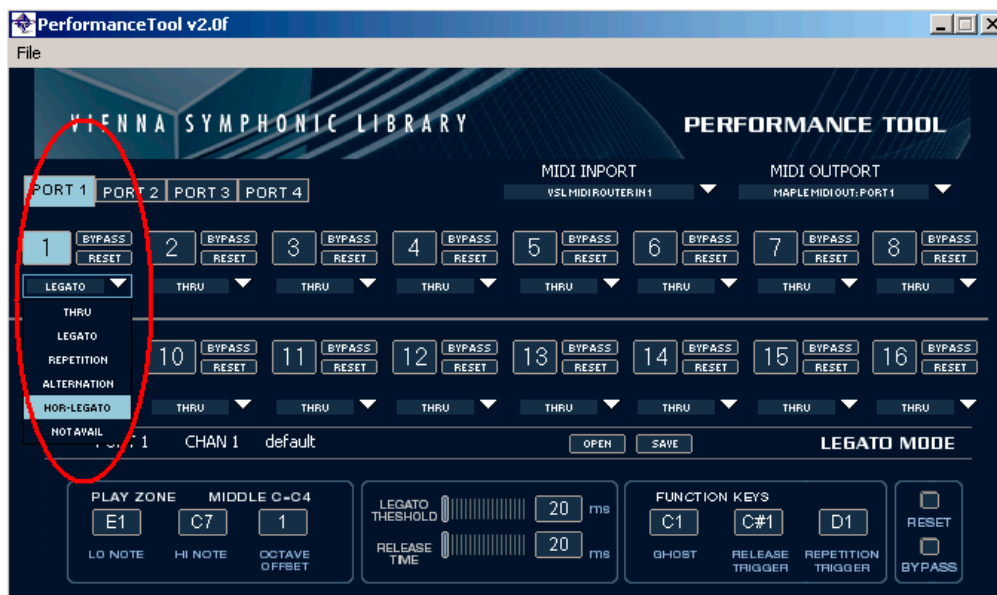 PerformanceTool v2.0f
File
VIENNA SYMPHONIC LIBRARY
PERFORMANCE TOOL
MIDI INPORT
MIDI OUTPORT
VSL MIDI ROUTER IN 1
MAPLE MIDI OUT: PORT 1
PORT 1 PORT 2 PORT 3 PORT 4
1 BYPASS RESET 2 BYPASS RESET 3 BYPASS RESET 4 BYPASS RESET 5 BYPASS RESET 6 BYPASS RESET 7 BYPASS RESET 8 BYPASS RESET
LEGATO THRU THRU THRU THRU THRU THRU THRU
THRU
LEGATO
REPETITION
ALTERNATION
HOR-LEGATO
NOT AVAIL
10 BYPASS RESET 11 BYPASS RESET 12 BYPASS RESET 13 BYPASS RESET 14 BYPASS RESET 15 BYPASS RESET 16 BYPASS RESET
THRU THRU THRU THRU THRU THRU THRU
1 CHAN 1 default OPEN SAVE LEGATO MODE
PLAY ZONE MIDDLE C=C4
E1 C7 1
LO NOTE HI NOTE OCTAVE OFFSET
LEGATO THESHOLD 20 ms
RELEASE TIME 20 ms
FUNCTION KEYS
C1 C#1 D1
GHOST RELEASE TRIGGER REPETITION TRIGGER
RESET
BYPASS